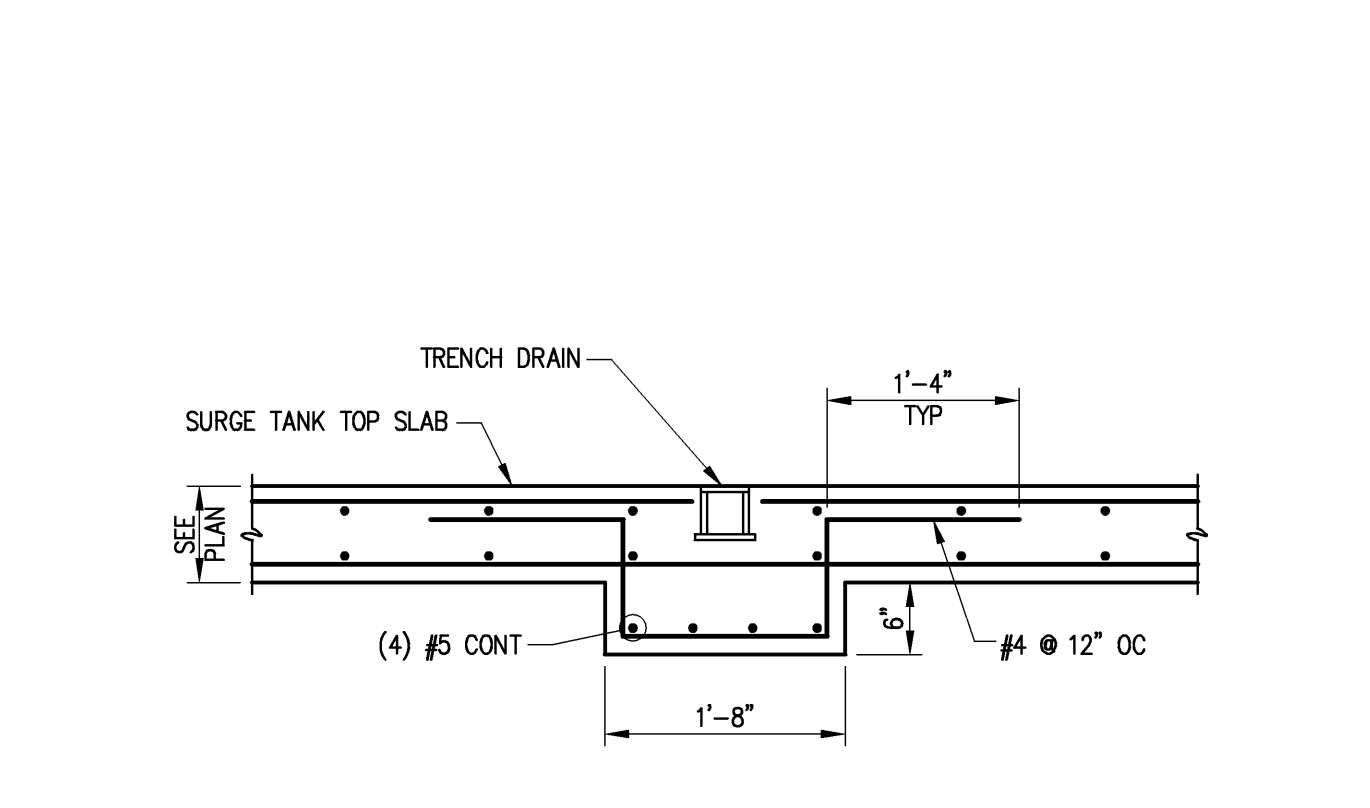 TRENCH DRAIN
1'-4"
TYP
SURGE TANK TOP SLAB
SEE
PLAN
6"
(4) #5 CONT
#4 @ 12" OC
1'-8"